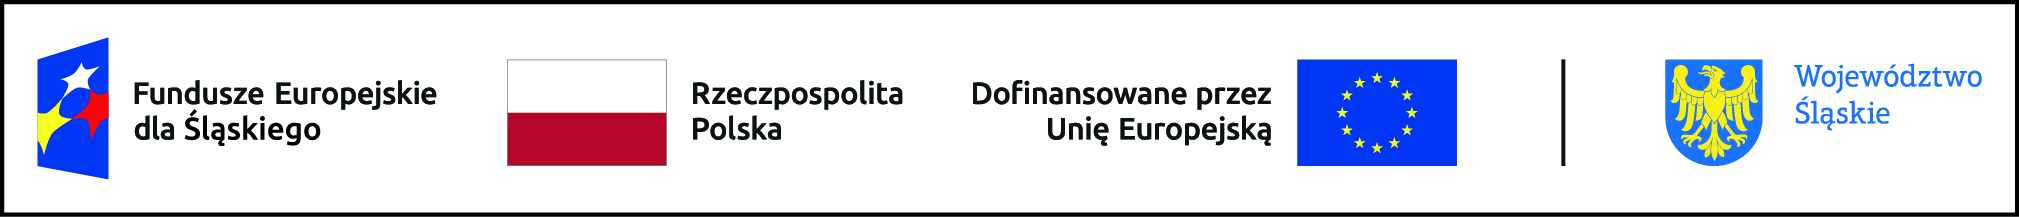 Fundusze Europejskie
dla Śląskiego
Rzeczpospolita
Polska
Dofinansowane przez
Unię Europejską
Województwo
Śląskie